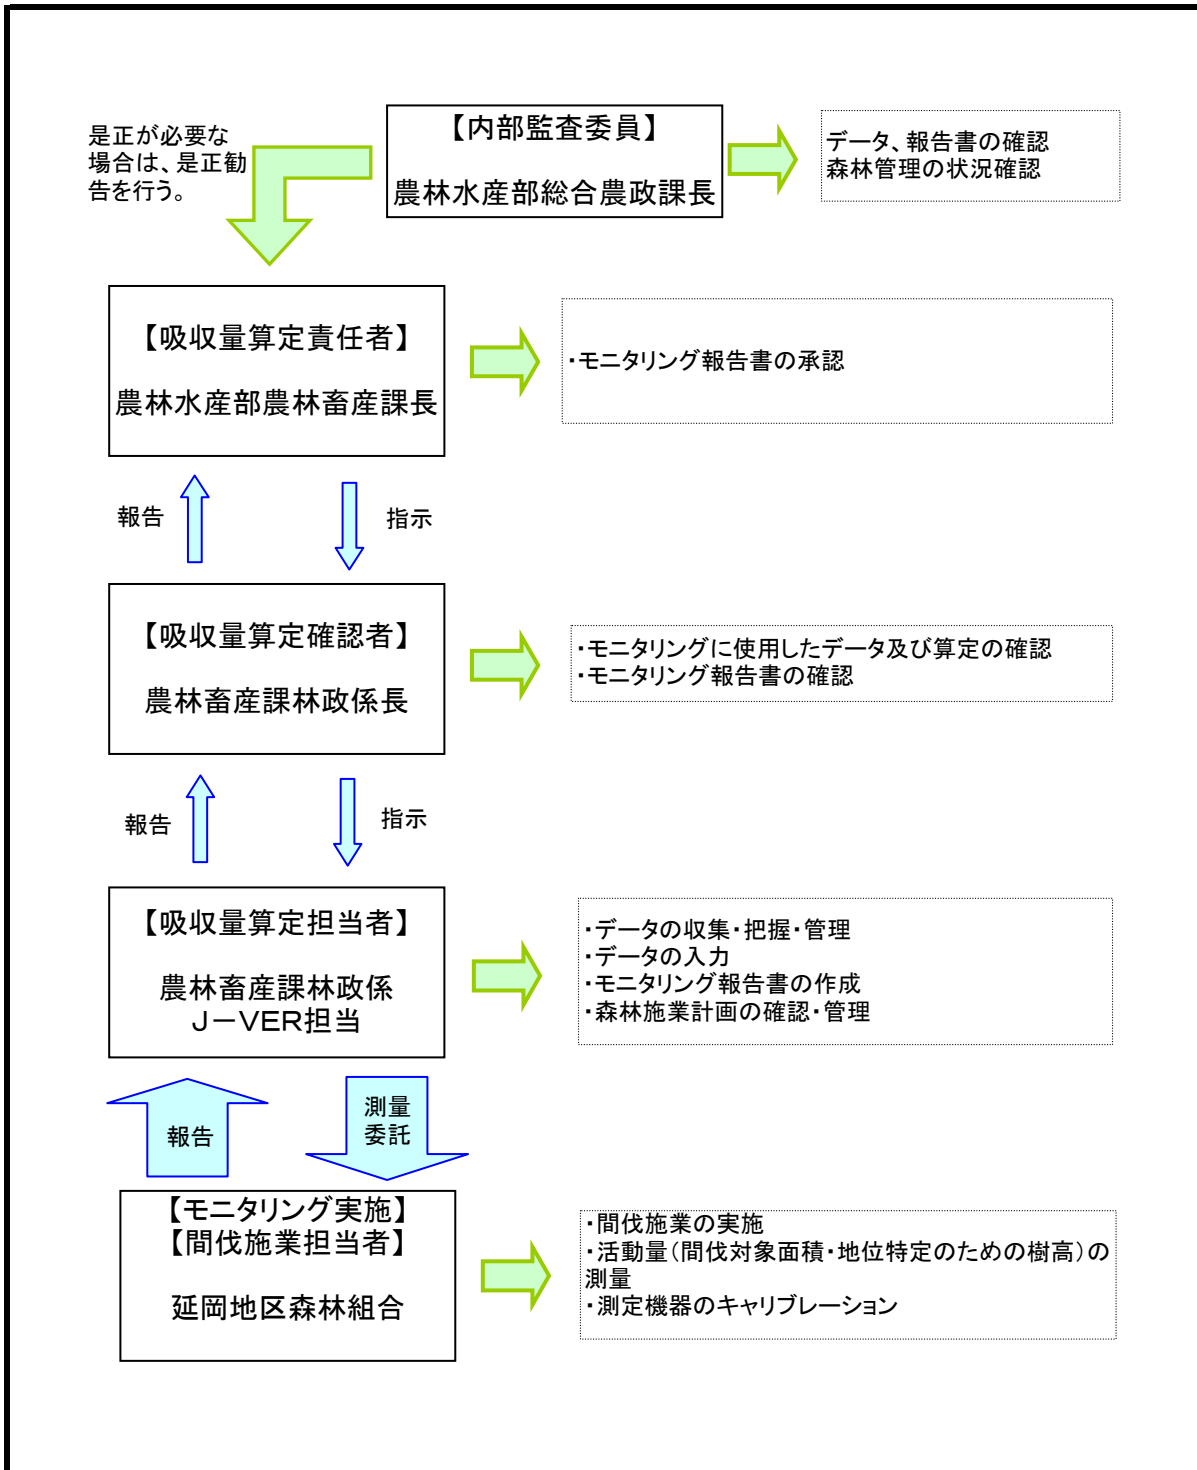 是正が必要な
場合は、是正勧
告を行う。
【内部監査委員】
農林水産部総合農政課長
データ、報告書の確認
森林管理の状況確認
【吸収量算定責任者】
農林水産部農林畜産課長
・モニタリング報告書の承認
報告
指示
【吸収量算定確認者】
農林畜産課林政係長
・モニタリングに使用したデータ及び算定の確認
・モニタリング報告書の確認
報告
指示
【吸収量算定担当者】
農林畜産課林政係
J－VER担当
・データの収集・把握・管理
・データの入力
・モニタリング報告書の作成
・森林施業計画の確認・管理
報告
測量
委託
【モニタリング実施】
【間伐施業担当者】
延岡地区森林組合
・間伐施業の実施
・活動量（間伐対象面積・地位特定のための樹高）の
測量
・測定機器のキャリブレーション